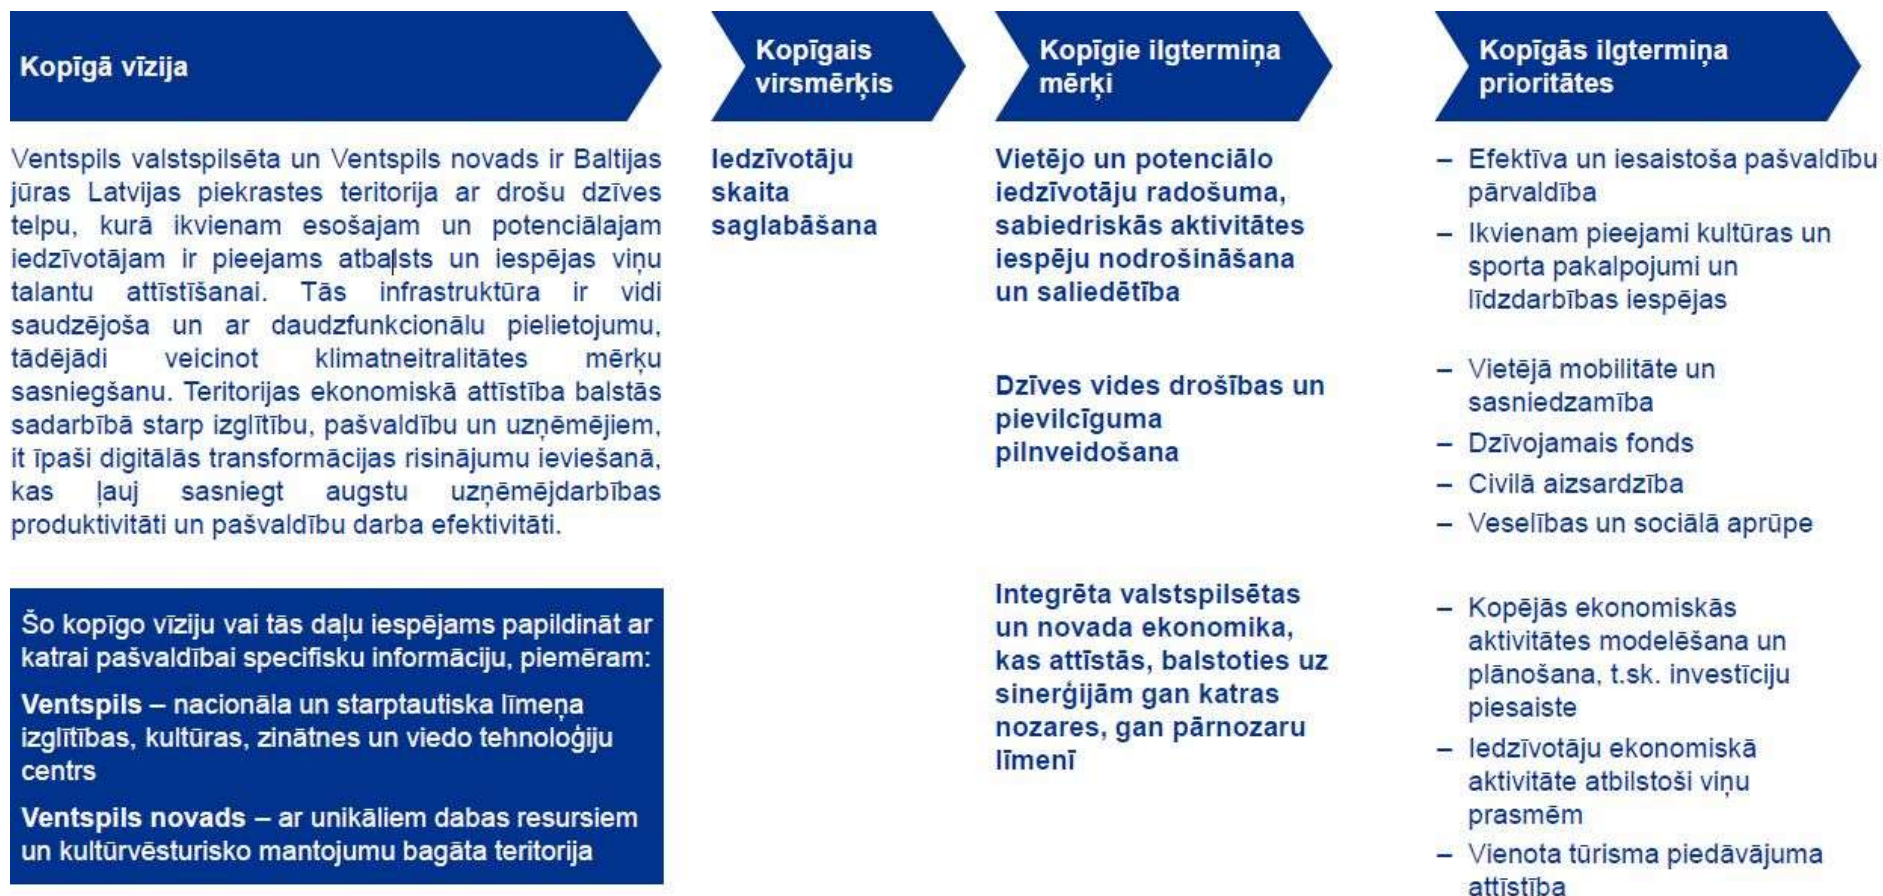 Kopīgā vīzija
Ventspils valstspilsēta un Ventspils novads ir Baltijas
jūras Latvijas piekrastes teritorija ar drošu dzīves
telpu, kurā ikvienam esošajam un potenciālajam
iedzīvotājam ir pieejams atbalsts un iespējas viņu
talantu attīstīšanai. Tās infrastruktūra ir vidi
saudzējoša un ar daudzfunkcionālu pielietojumu,
tādējādi veicinot klimatneitralitātes mērķu
sasniegšanu. Teritorijas ekonomiskā attīstība balstās
sadarbībā starp izglītību, pašvaldību un uzņēmējiem,
it īpaši digitālās transformācijas risinājumu ieviešanā,
kas ļauj sasniegt augstu uzņēmējdarbības
produktivitāti un pašvaldību darba efektivitāti.
Šo kopīgo vīziju vai tās daļu iespējams papildināt ar
katrai pašvaldībai specifisku informāciju, piemēram:
Ventspils – nacionāla un starptautiska līmeņa
izglītības, kultūras, zinātnes un viedo tehnoloģiju
centrs
Ventspils novads – ar unikāliem dabas resursiem
un kultūrvēsturisko mantojumu bagāta teritorija
Kopīgais
virsmērķis
Iedzīvotāju
skaita
saglabāšana
Kopīgie ilgtermiņa
mērķi
Vietējo un potenciālo
iedzīvotāju radošuma,
sabiedriskās aktivitātes
iespēju nodrošināšana
un saliedētība
Dzīves vides drošības un
pievilcīguma
pilnveidošana
Integrēta valstspilsētas
un novada ekonomika,
kas attīstās, balstoties uz
sinerģijām gan katras
nozares, gan pārnozaru
līmenī
Kopīgās ilgtermiņa
prioritātes
– Efektīva un iesaistoša pašvaldību
pārvaldība
– Ikvienam pieejami kultūras un
sporta pakalpojumi un
līdzdarbības iespējas
– Vietējā mobilitāte un
sasniedzamība
– Dzīvojamais fonds
– Civilā aizsardzība
– Veselības un sociālā aprūpe
– Kopējās ekonomiskās
aktivitātes modelēšana un
plānošana, t.sk. investīciju
piesaiste
– Iedzīvotāju ekonomiskā
aktivitāte atbilstoši viņu
prasmēm
– Vienota tūrisma piedāvājuma
attīstība